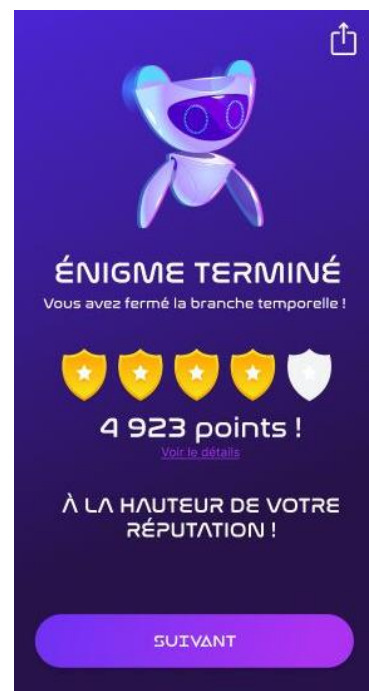 ÉNIGME TERMINÉ
Vous avez fermé la branche temporelle !
4 923 points !
Voir le détails
À LA HAUTEUR DE VOTRE
RÉPUTATION !
SUIVANT